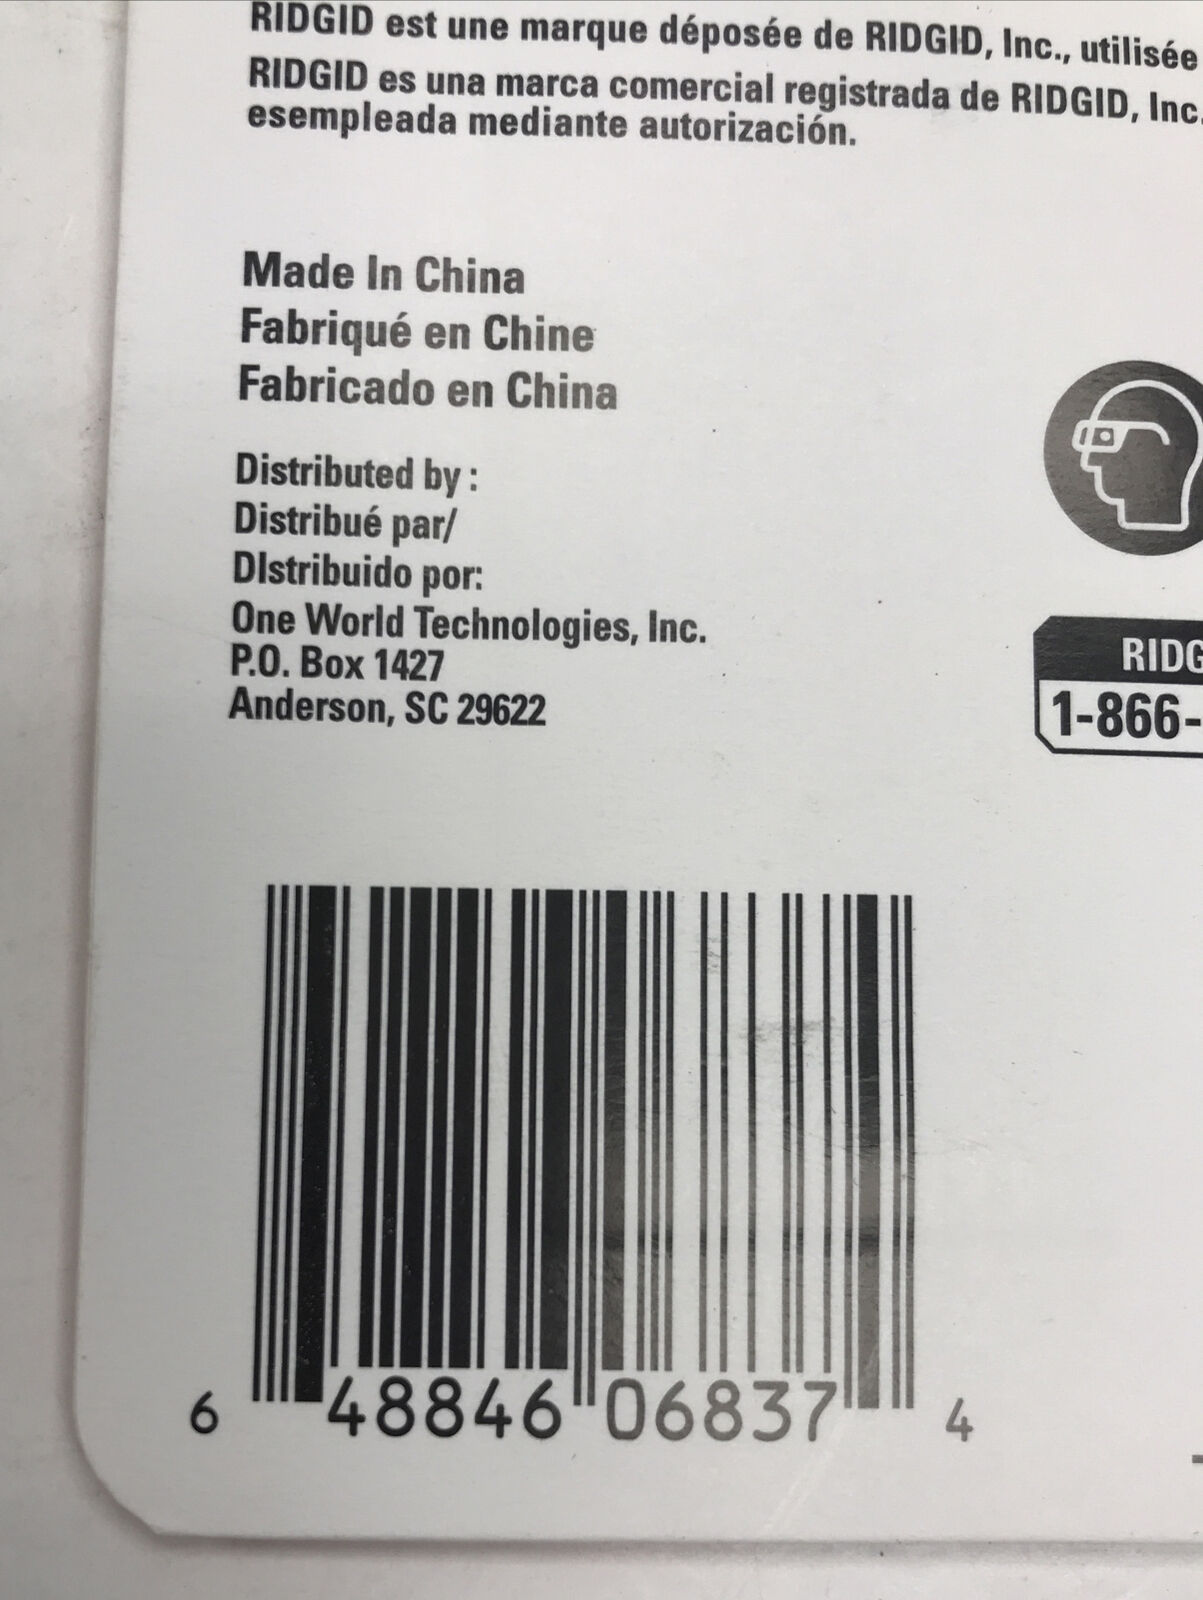 RIDGID est une marque déposée de RIDGID, Inc., utilisée
RIDGID es una marca comercial registrada de RIDGID, Inc.
esempleada mediante autorización.
Made In China
Fabriqué en Chine
Fabricado en China
Distributed by :
Distribué par/
DIstribuido por:
One World Technologies, Inc.
P.O. Box 1427
Anderson, SC 29622
RIDG
1-866-
6 48846 06837 4